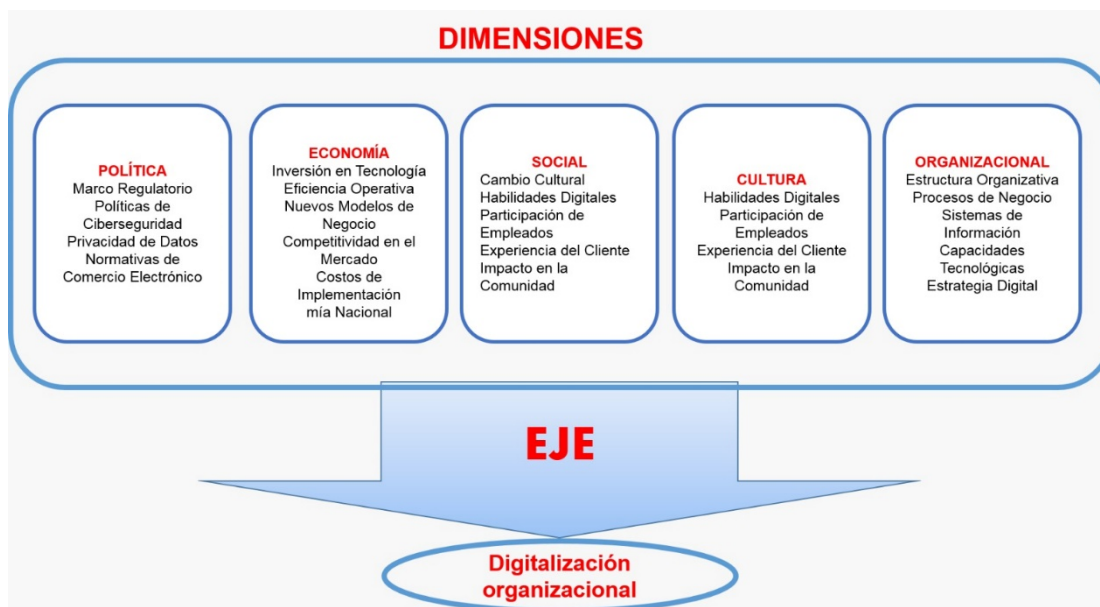 DIMENSIONES
POLÍTICA
Marco Regulatorio
Políticas de
Ciberseguridad
Privacidad de Datos
Normativas de
Comercio Electrónico
ECONOMÍA
Inversión en Tecnología
Eficiencia Operativa
Nuevos Modelos de
Negocio
Competitividad en el
Mercado
Costos de
Implementación
mía Nacional
SOCIAL
Cambio Cultural
Habilidades Digitales
Participación de
Empleados
Experiencia del Cliente
Impacto en la
Comunidad
CULTURA
Habilidades Digitales
Participación de
Empleados
Experiencia del Cliente
Impacto en la
Comunidad
ORGANIZACIONAL
Estructura Organizativa
Procesos de Negocio
Sistemas de
Información
Capacidades
Tecnológicas
Estrategia Digital
EJE
Digitalización
organizacional